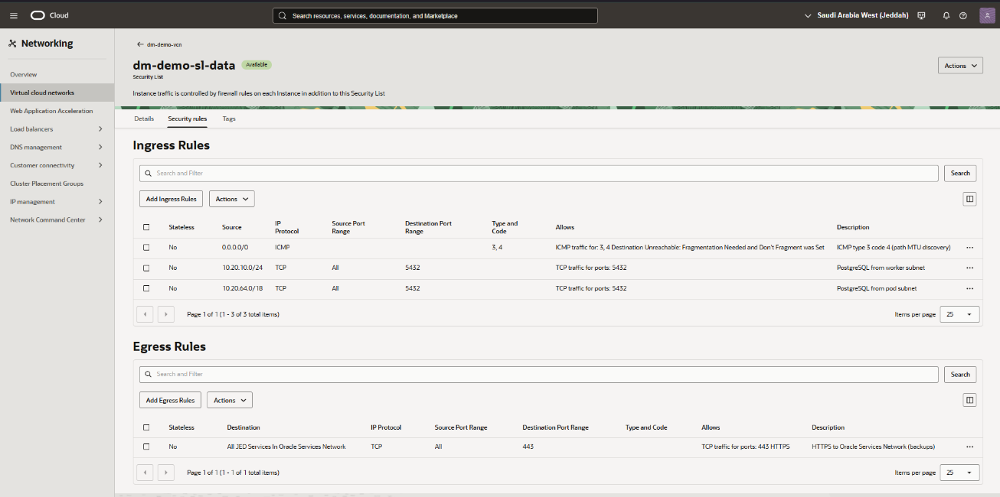 Cloud
Search resources, services, documentation, and Marketplace
Saudi Arabia West (Jeddah)
Networking
Overview
Virtual cloud networks
Web Application Acceleration
Load balancers
DNS management
Customer connectivity
Cluster Placement Groups
IP management
Network Command Center
dm-demo-vcn
dm-demo-sl-data Available
Security List
Actions
Instance traffic is controlled by firewall rules on each Instance in addition to this Security List
Details Security rules Tags
Ingress Rules
Search and Filter Search
Add Ingress Rules Actions
Stateless Source IP Protocol Source Port Range Destination Port Range Type and Code Allows Description
No 0.0.0.0/0 ICMP 3, 4 ICMP traffic for: 3, 4 Destination Unreachable: Fragmentation Needed and Don't Fragment was Set ICMP type 3 code 4 (path MTU discovery)
No 10.20.10.0/24 TCP All 5432 TCP traffic for ports: 5432 PostgreSQL from worker subnet
No 10.20.64.0/18 TCP All 5432 TCP traffic for ports: 5432 PostgreSQL from pod subnet
Page 1 of 1 (1 - 3 of 3 total items) Items per page 25
Egress Rules
Search and Filter Search
Add Egress Rules Actions
Stateless Destination IP Protocol Source Port Range Destination Port Range Type and Code Allows Description
No All JED Services In Oracle Services Network TCP All 443 TCP traffic for ports: 443 HTTPS HTTPS to Oracle Services Network (backups)
Page 1 of 1 (1 - 1 of 1 total items) Items per page 25